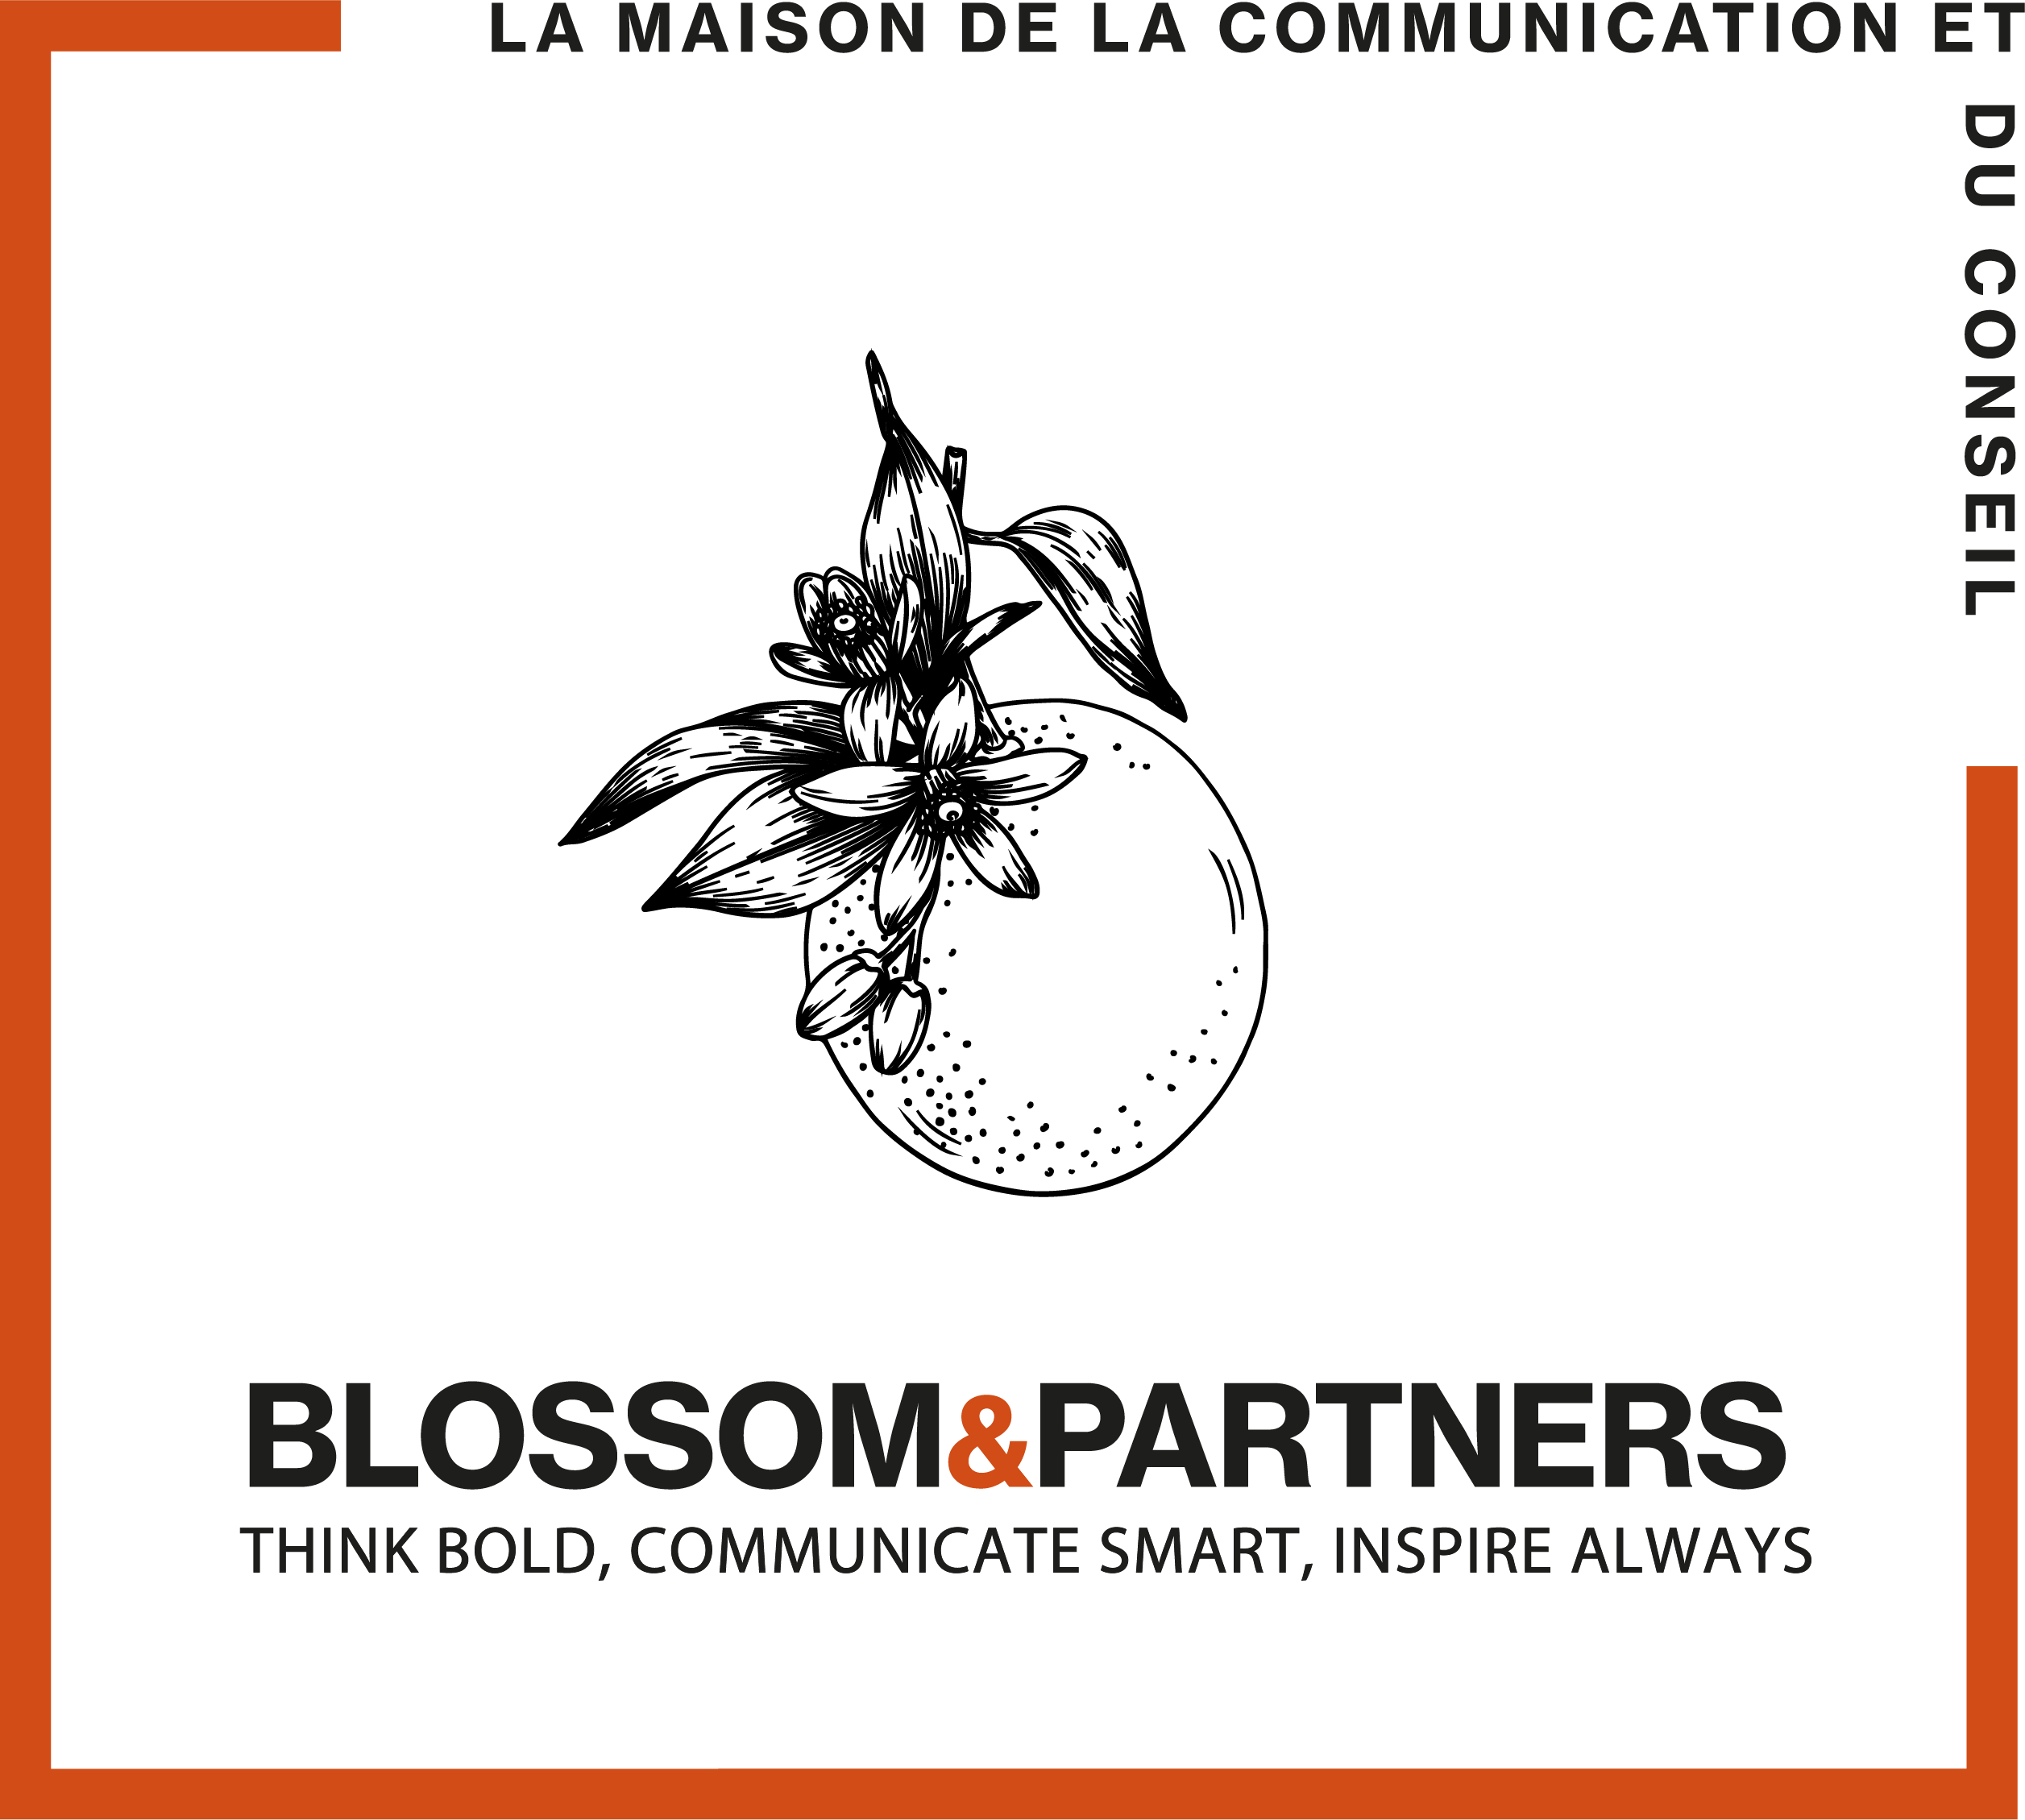 LA MAISON DE LA COMMUNICATION ET
DU CONSEIL
BLOSSOM&PARTNERS
THINK BOLD, COMMUNICATE SMART, INSPIRE ALWAYS